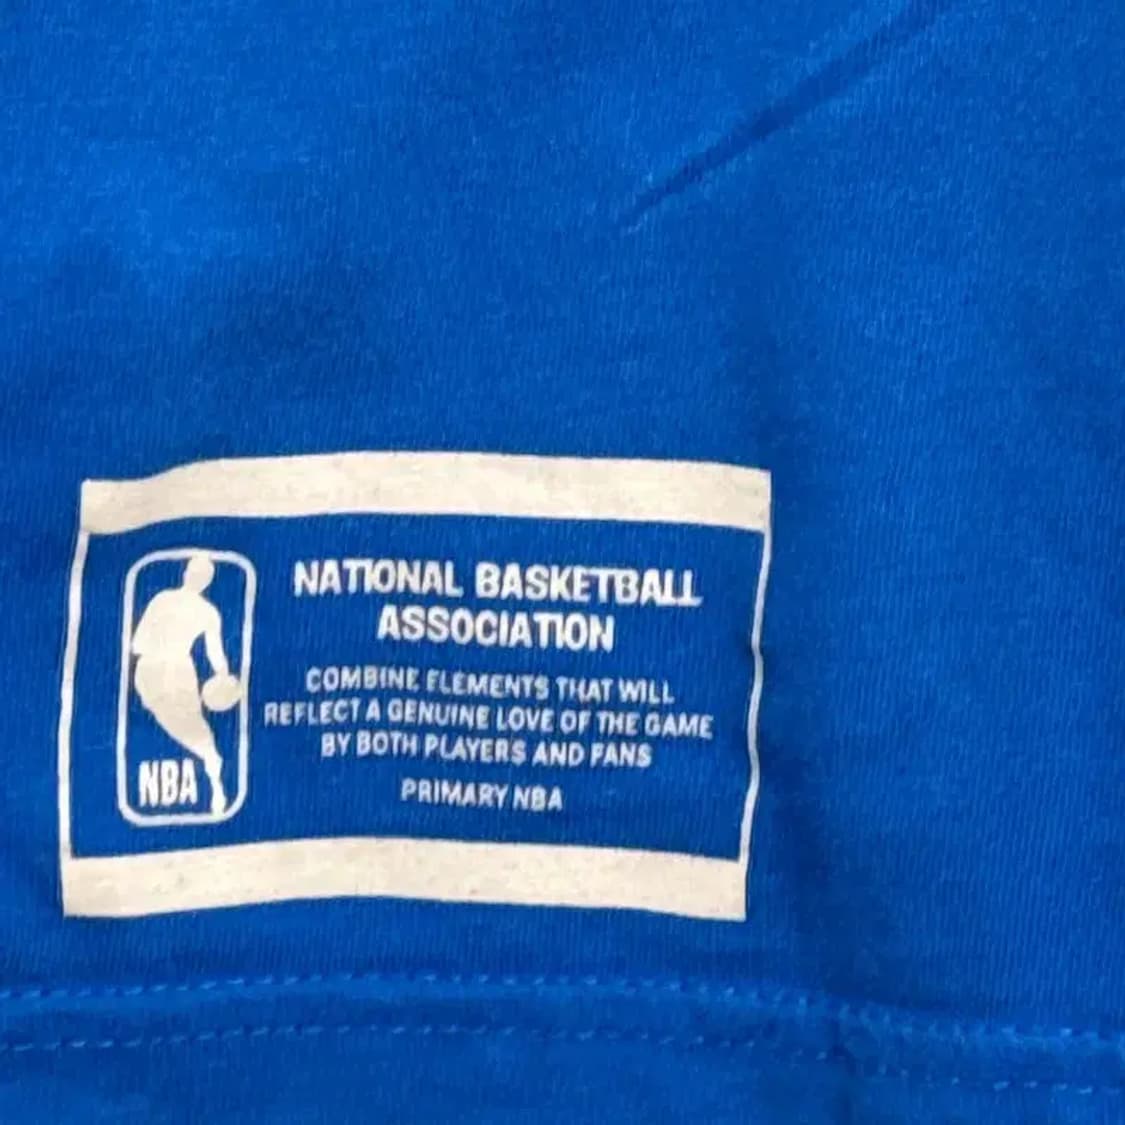 NATIONAL BASKETBALL
ASSOCIATION
COMBINE ELEMENTS THAT WILL
REFLECT A GENUINE LOVE OF THE GAME
BY BOTH PLAYERS AND FANS
PRIMARY NBA
NBA